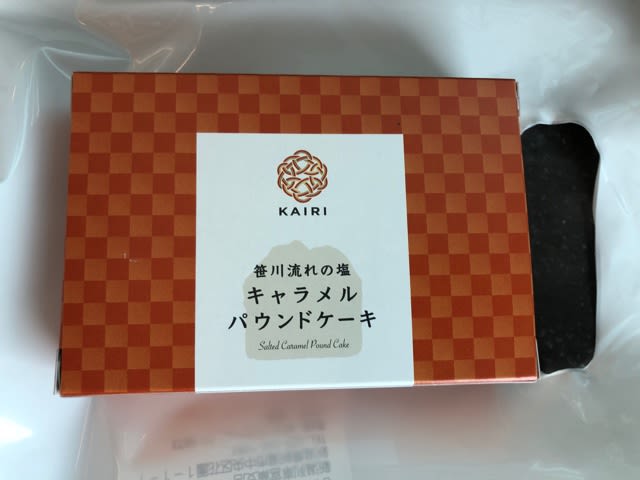 KAIRI
笹川流れの塩
キャラメル
パウンドケーキ
Salted Caramel Pound Cake